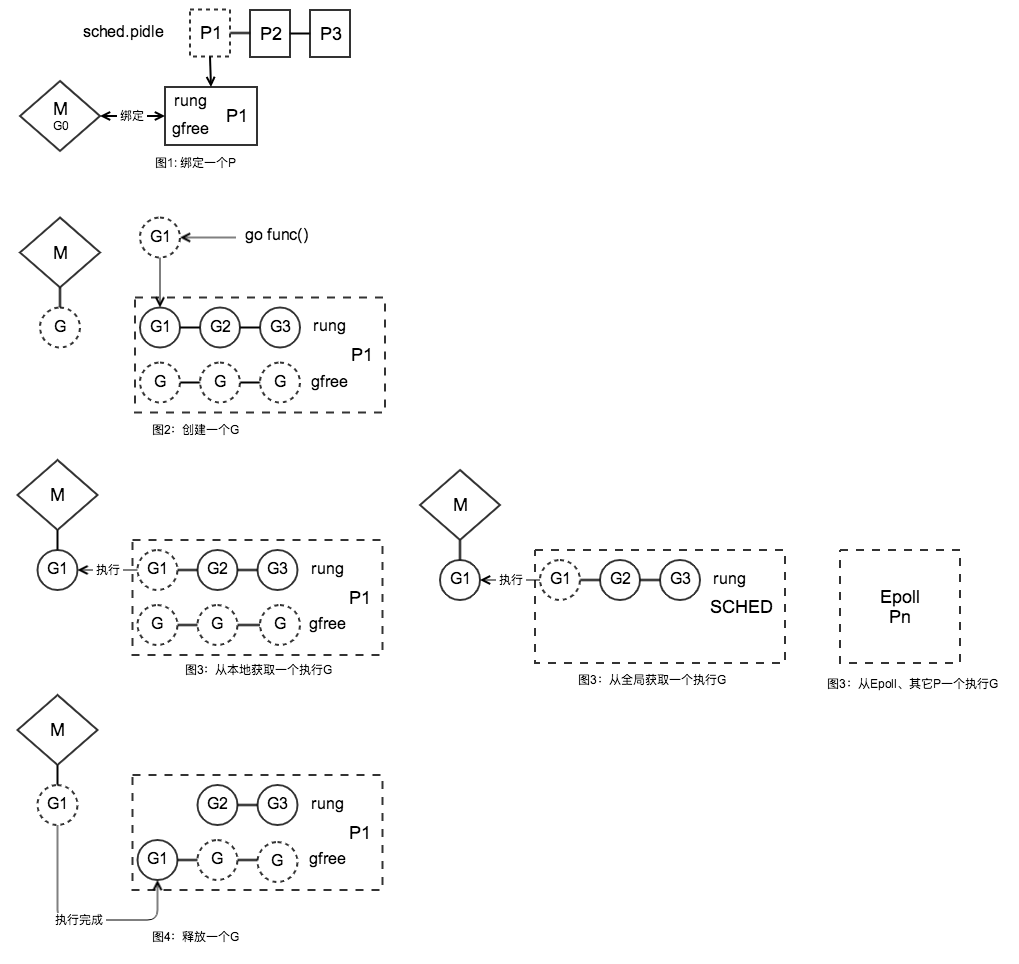 sched.pidle
P1
P2
P3
M
G0
绑定
rung
gfree
P1
图1: 绑定一个P
M
G1
go func()
G
G1
G2
G3
rung
P1
G
G
G
gfree
图2：创建一个G
M
G1
执行
G1
G2
G3
rung
P1
G
G
G
gfree
图3：从本地获取一个执行G
M
G1
执行
G1
G2
G3
rung
SCHED
图3：从全局获取一个执行G
Epoll
Pn
图3：从Epoll、其它P一个执行G
M
G1
G2
G3
rung
P1
G1
G
G
gfree
执行完成
图4：释放一个G